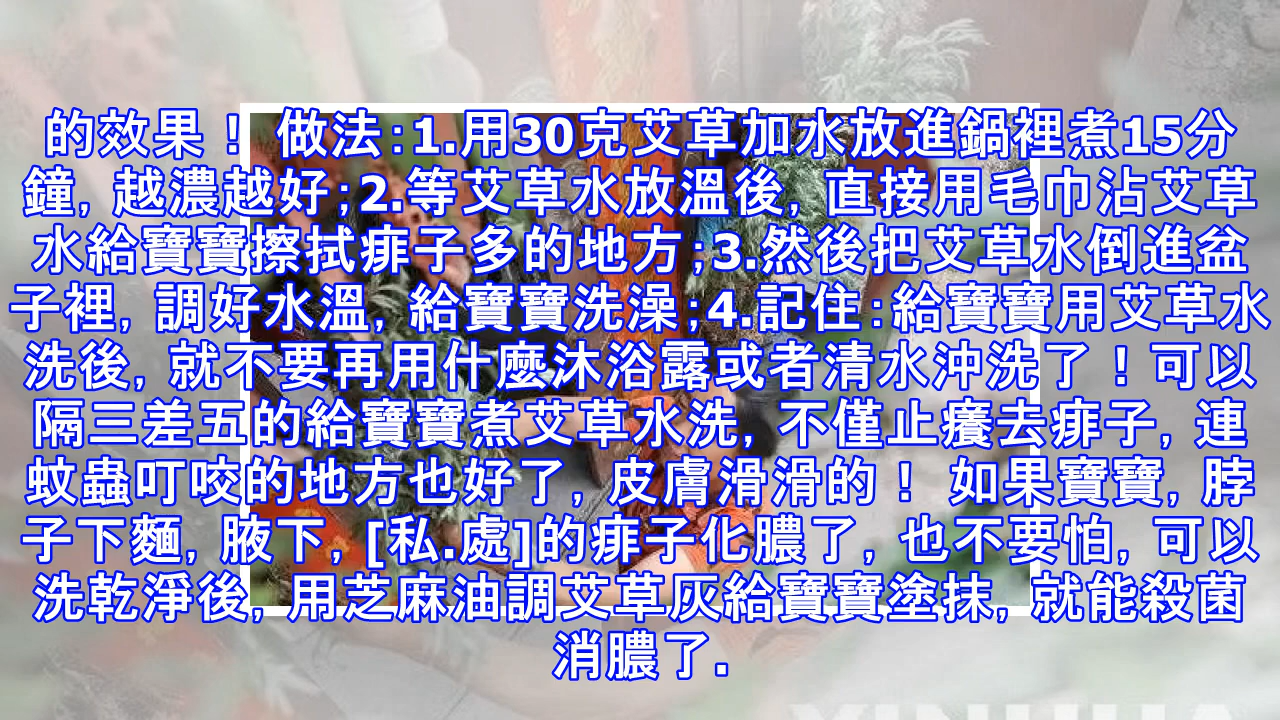 的效果！ 做法:1.用30克艾草加水放進鍋裡煮15分
鐘, 越濃越好;2.等艾草水放溫後, 直接用毛巾沾艾草
水給寶寶擦拭痱子多的地方;3.然後把艾草水倒進盆
子裡, 調好水溫, 給寶寶洗澡;4.記住:給寶寶用艾草水
洗後, 就不要再用什麼沐浴露或者清水沖洗了！可以
隔三差五的給寶寶煮艾草水洗, 不僅止癢去痱子, 連
蚊蟲叮咬的地方也好了, 皮膚滑滑的！ 如果寶寶, 脖
子下麵, 腋下, [私.處]的痱子化膿了, 也不要怕, 可以
洗乾淨後, 用芝麻油調艾草灰給寶寶塗抹, 就能殺菌
消膿了.